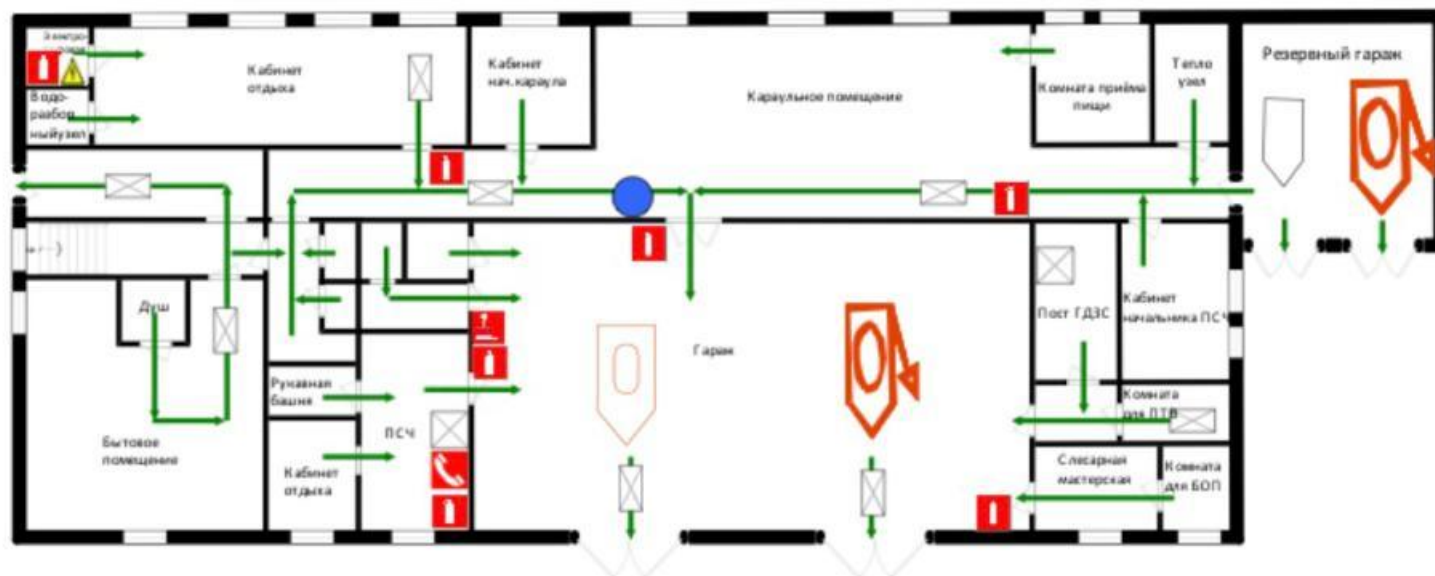 Кабинет
отдыха
Водо-
разбор
ныйузел
Кабинет
нач.караула
Караульное помещение
Комната приёма
пищи
Тепло
узел
Резервный гараж
Душ
Бытовое
помещение
Рукавная
башня
Кабинет
отдыха
ПСЧ
Гараж
Пост ГДЗС
Кабинет
начальника ПСЧ
Комната
для ПТВ
Слесарная
мастерская
Комната
для БОП